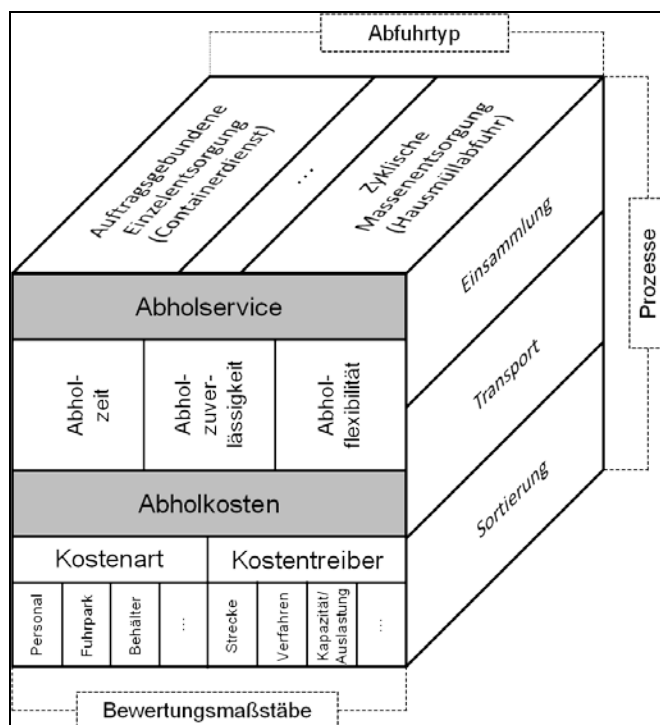 Abfuhrtyp
Auftragsgebundene
Einzelentsorgung
(Containerdienst)
...
Zyklische
Massenentsorgung
(Hausmüllabfuhr)
Prozesse
Einsammlung
Transport
Sortierung
Abholservice
Abhol-
zeit
Abhol-
zuver-
lässigkeit
Abhol-
flexibilität
Abholkosten
Kostenart
Kostentreiber
Personal
Fuhrpark
Behälter
...
Strecke
Verfahren
Kapazität/
Auslastung
...
Bewertungsmaßstäbe